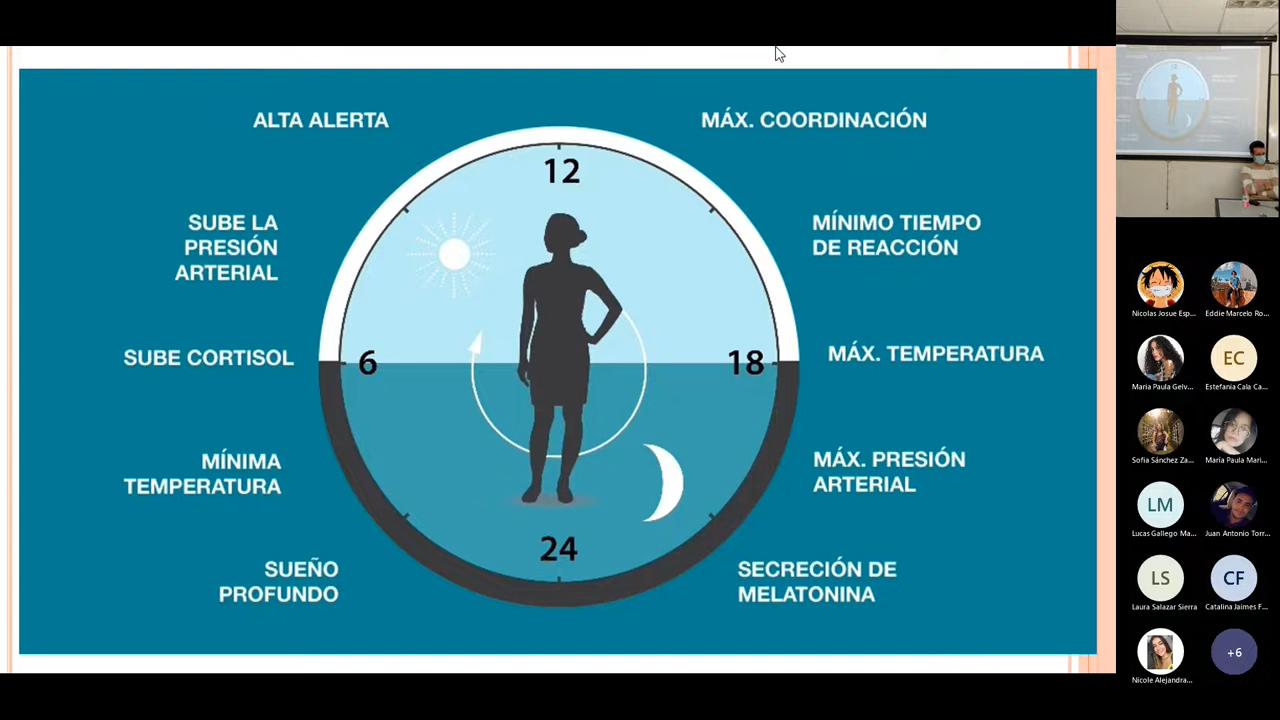 ALTA ALERTA
MÁX. COORDINACIÓN
12
SUBE LA
PRESIÓN
ARTERIAL
MÍNIMO TIEMPO
DE REACCIÓN
SUBE CORTISOL
6
18
MÁX. TEMPERATURA
MÍNIMA
TEMPERATURA
MÁX. PRESIÓN
ARTERIAL
24
SUEÑO
PROFUNDO
SECRECIÓN DE
MELATONINA
Nicolas Josue Esp...
Eddie Marcelo Ro...
Maria Paula Gelv...
EC
Estefania Cala Ca...
Sofia Sánchez Za...
María Paula Mari...
LM
Lucas Gallego Ma...
Juan Antonio Torr...
LS
Laura Salazar Sierra
CF
Catalina Jaimes F...
Nicole Alejandra...
+6